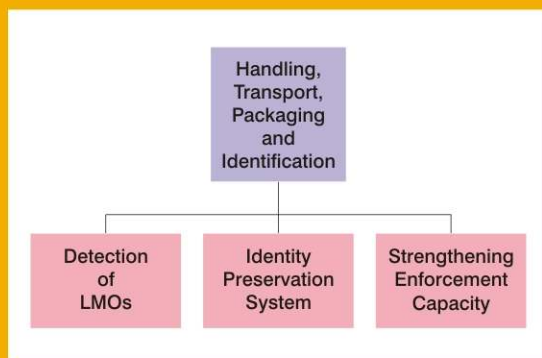 Handling,
Transport,
Packaging
and
Identification
Detection
of
LMOs
Identity
Preservation
System
Strengthening
Enforcement
Capacity